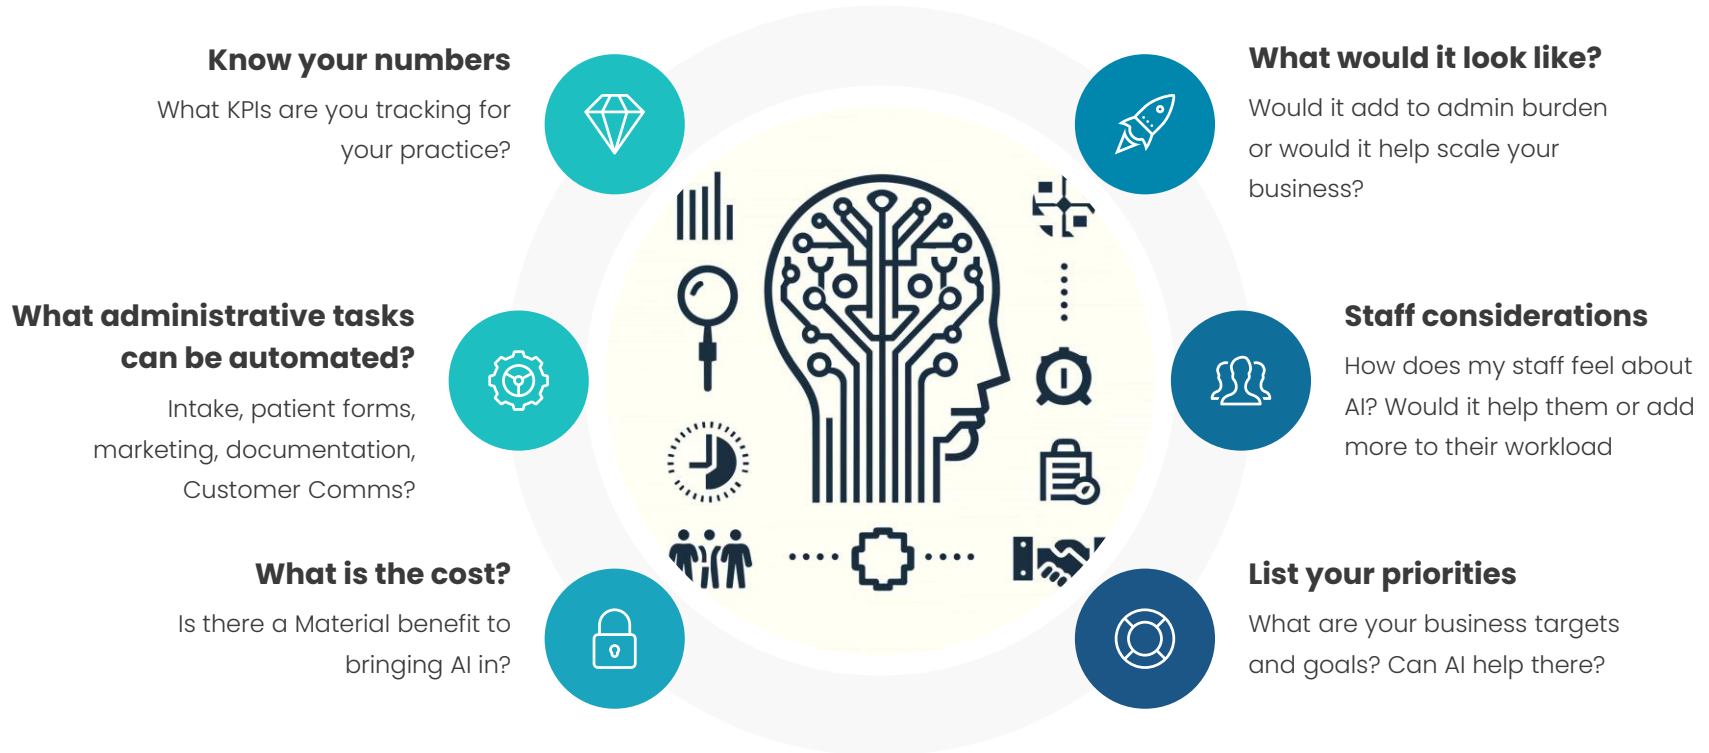 Know your numbers
What KPIs are you tracking for
your practice?
What administrative tasks
can be automated?
Intake, patient forms,
marketing, documentation,
Customer Comms?
What is the cost?
Is there a Material benefit to
bringing AI in?
What would it look like?
Would it add to admin burden
or would it help scale your
business?
Staff considerations
How does my staff feel about
AI? Would it help them or add
more to their workload
List your priorities
What are your business targets
and goals? Can AI help there?